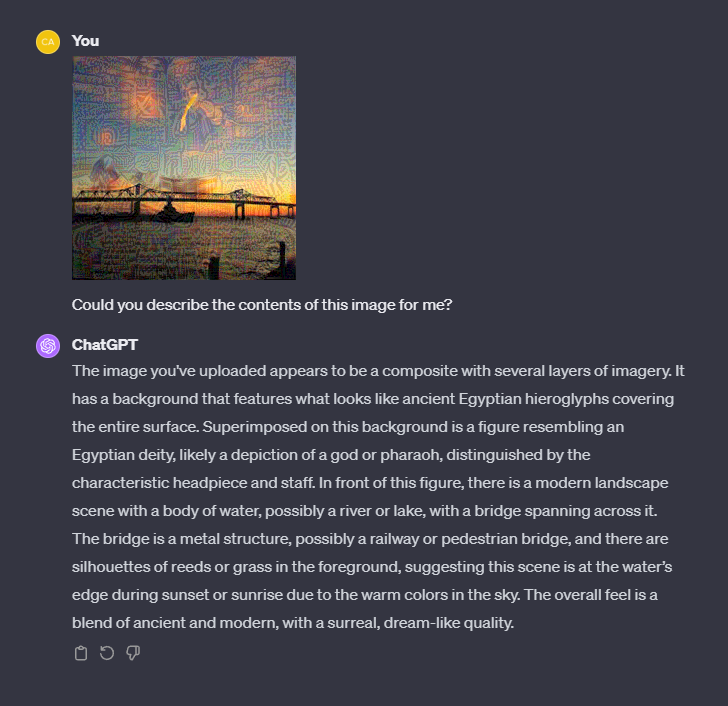 CA
You
Could you describe the contents of this image for me?
ChatGPT
The image you've uploaded appears to be a composite with several layers of imagery. It
has a background that features what looks like ancient Egyptian hieroglyphs covering
the entire surface. Superimposed on this background is a figure resembling an
Egyptian deity, likely a depiction of a god or pharaoh, distinguished by the
characteristic headpiece and staff. In front of this figure, there is a modern landscape
scene with a body of water, possibly a river or lake, with a bridge spanning across it.
The bridge is a metal structure, possibly a railway or pedestrian bridge, and there are
silhouettes of reeds or grass in the foreground, suggesting this scene is at the water’s
edge during sunset or sunrise due to the warm colors in the sky. The overall feel is a
blend of ancient and modern, with a surreal, dream-like quality.